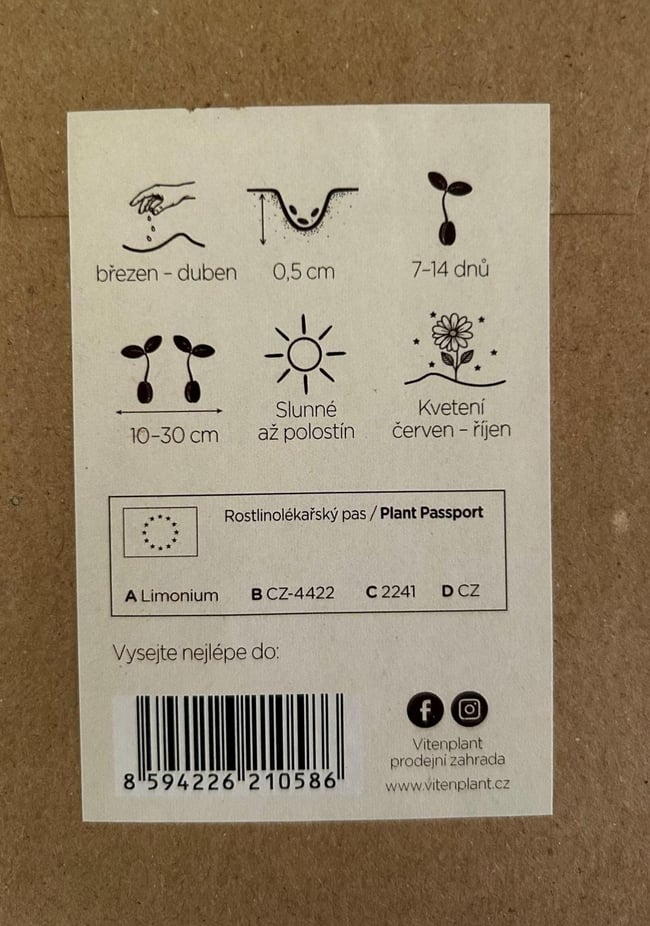 březen – duben
0,5 cm
7–14 dnů
10–30 cm
Slunné
až polostín
Kvetení
červen – říjen
Rostlinolékařský pas / Plant Passport
A Limonium B CZ-4422 C 2241 D CZ
Vysejte nejlépe do:
8 594226 210586
f
Vitenplant
prodejní zahrada
www.vitenplant.cz